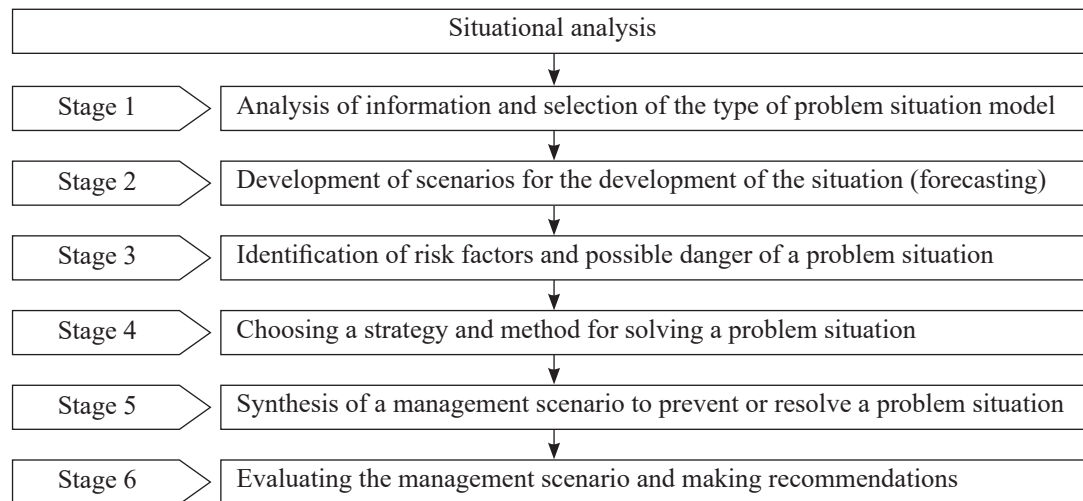 Situational analysis
Stage 1
Analysis of information and selection of the type of problem situation model
Stage 2
Development of scenarios for the development of the situation (forecasting)
Stage 3
Identification of risk factors and possible danger of a problem situation
Stage 4
Choosing a strategy and method for solving a problem situation
Stage 5
Synthesis of a management scenario to prevent or resolve a problem situation
Stage 6
Evaluating the management scenario and making recommendations